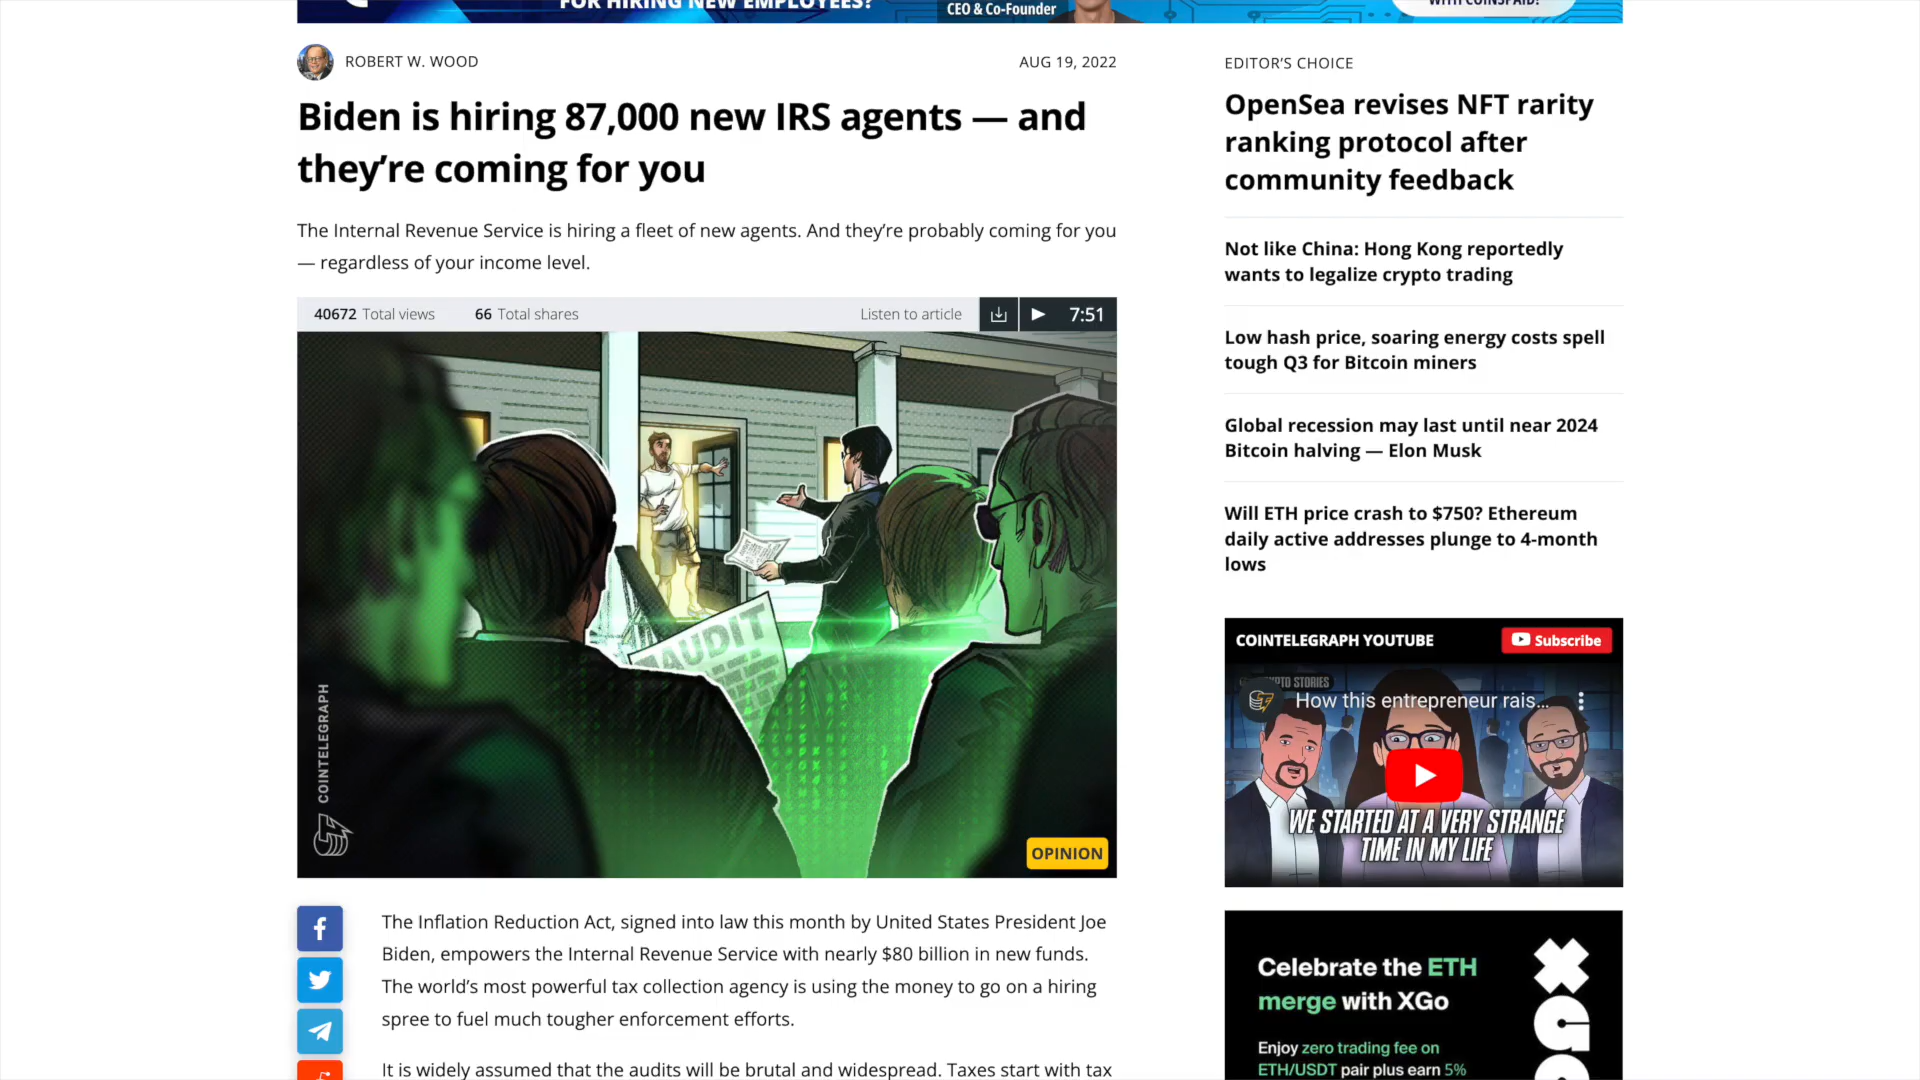 FOR HIRING NEW EMPLOYEES?
CEO & Co-Founder
WITH COINSPAID!
ROBERT W. WOOD
AUG 19, 2022
Biden is hiring 87,000 new IRS agents — and
they’re coming for you
The Internal Revenue Service is hiring a fleet of new agents. And they’re probably coming for you
— regardless of your income level.
40672 Total views
66 Total shares
Listen to article
7:51
AUDIT
COINTELEGRAPH
OPINION
The Inflation Reduction Act, signed into law this month by United States President Joe
Biden, empowers the Internal Revenue Service with nearly $80 billion in new funds.
The world’s most powerful tax collection agency is using the money to go on a hiring
spree to fuel much tougher enforcement efforts.
It is widely assumed that the audits will be brutal and widespread. Taxes start with tax
EDITOR’S CHOICE
OpenSea revises NFT rarity
ranking protocol after
community feedback
Not like China: Hong Kong reportedly
wants to legalize crypto trading
Low hash price, soaring energy costs spell
tough Q3 for Bitcoin miners
Global recession may last until near 2024
Bitcoin halving — Elon Musk
Will ETH price crash to $750? Ethereum
daily active addresses plunge to 4-month
lows
COINTELEGRAPH YOUTUBE
Subscribe
STORIES
How this entrepreneur rais...
WE STARTED AT A VERY STRANGE
TIME IN MY LIFE
Celebrate the ETH
merge with XGo
Enjoy zero trading fee on
ETH/USDT pair plus earn 5%